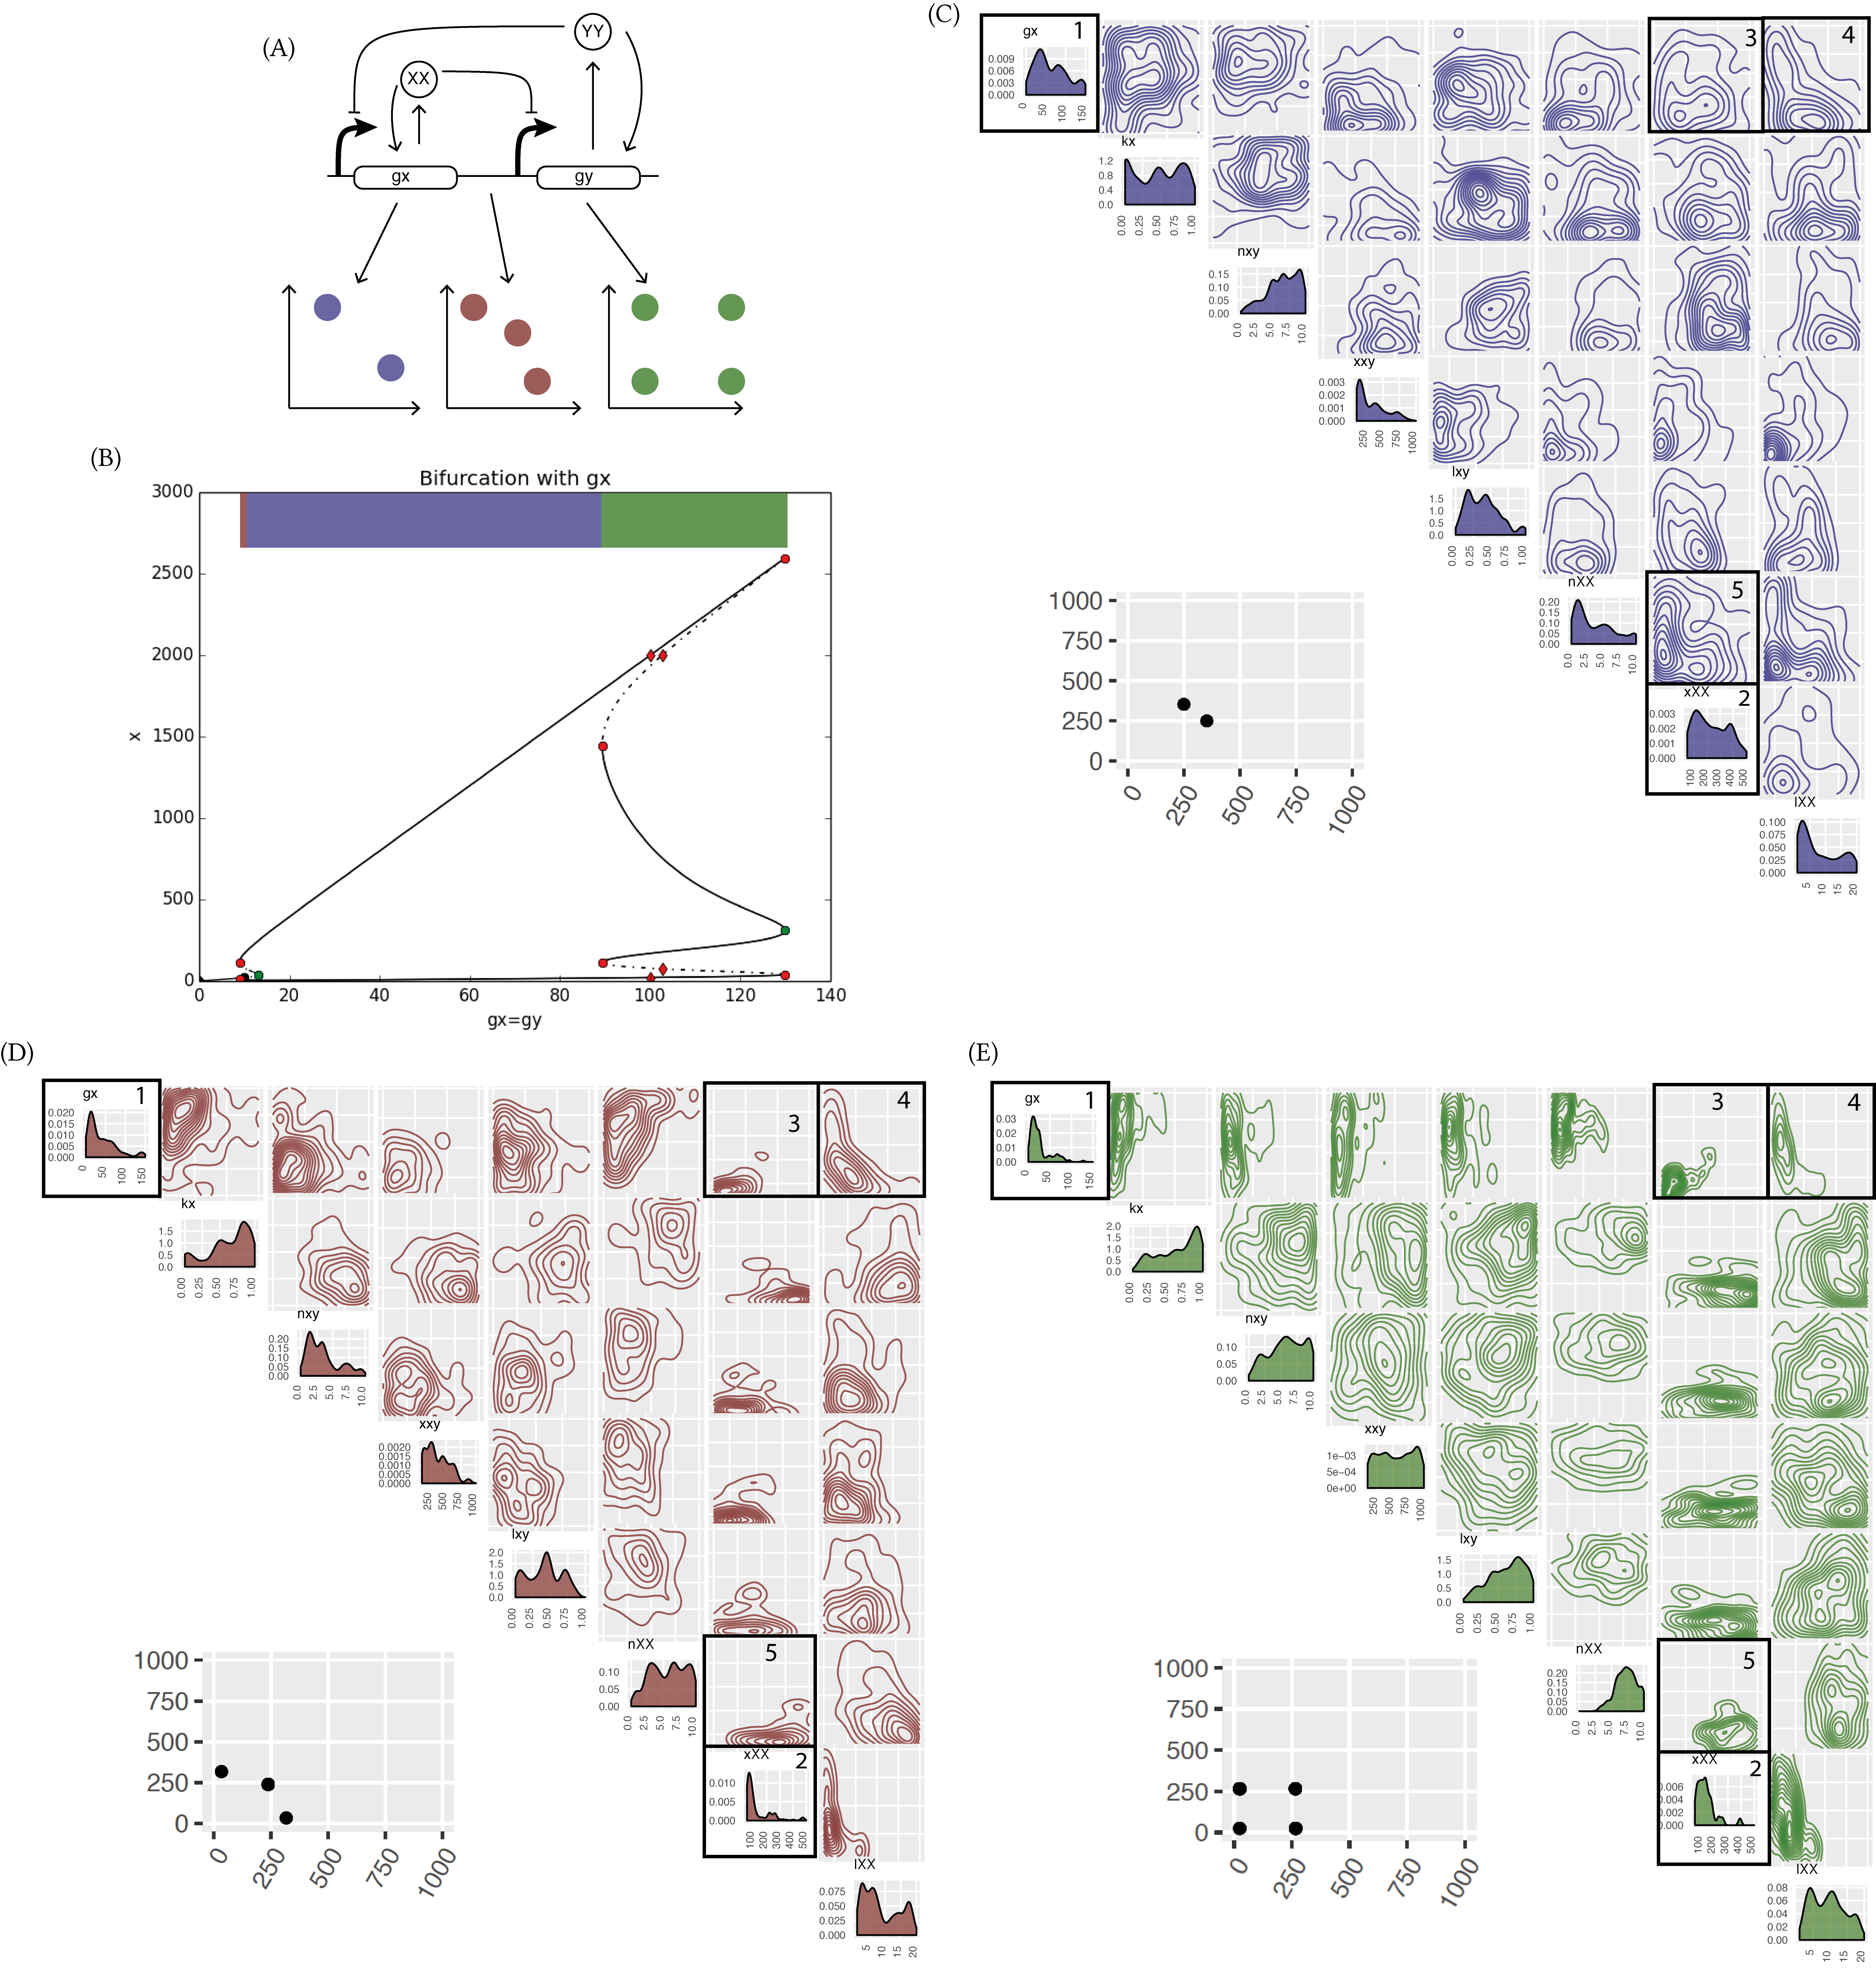 (A)
YY
XX
gx
gy
(B)
Bifurcation with gx
3000
2500
2000
1500
1000
500
0
x
0 20 40 60 80 100 120 140
gx=gy
(C)
gx 1
0.009
0.006
0.003
0.000
0 50 100 150
3
4
kx
1.2
0.8
0.4
0.0
0.00 0.25 0.50 0.75 1.00
nxy
0.15
0.10
0.05
0.00
0.0 2.5 5.0 7.5 10.0
xxy
0.003
0.002
0.001
0.000
250 500 750 1000
lxy
1.5
1.0
0.5
0.0
0.00 0.25 0.50 0.75 1.00
nXX
0.20
0.15
0.10
0.05
0.00
0.0 2.5 5.0 7.5 10.0
5
xXX 2
0.003
0.002
0.001
0.000
100 200 300 400 500
lXX
0.100
0.075
0.050
0.025
0.000
5 10 15 20
1000
750
500
250
0
0 250 500 750 1000
(D)
gx 1
0.020
0.015
0.010
0.005
0.000
0 50 100 150
3
4
kx
1.5
1.0
0.5
0.0
0.00 0.25 0.50 0.75 1.00
nxy
0.20
0.15
0.10
0.05
0.00
0.0 2.5 5.0 7.5 10.0
xxy
0.0020
0.0015
0.0010
0.0005
0.0000
250 500 750 1000
lxy
2.0
1.5
1.0
0.5
0.0
0.00 0.25 0.50 0.75 1.00
nXX
0.10
0.05
0.00
0.0 2.5 5.0 7.5 10.0
5
xXX 2
0.010
0.005
0.000
100 200 300 400 500
lXX
0.075
0.050
0.025
0.000
5 10 15 20
1000
750
500
250
0
0 250 500 750 1000
(E)
gx 1
0.03
0.02
0.01
0.00
0 50 100 150
3
4
kx
2.0
1.5
1.0
0.5
0.0
0.00 0.25 0.50 0.75 1.00
nxy
0.10
0.05
0.00
0.0 2.5 5.0 7.5 10.0
xxy
1e−03
5e−04
0e+00
250 500 750 1000
lxy
1.5
1.0
0.5
0.0
0.00 0.25 0.50 0.75 1.00
nXX
0.20
0.15
0.10
0.05
0.00
0.0 2.5 5.0 7.5 10.0
5
xXX 2
0.006
0.004
0.002
0.000
100 200 300 400 500
lXX
0.08
0.06
0.04
0.02
0.00
5 10 15 20
1000
750
500
250
0
0 250 500 750 1000